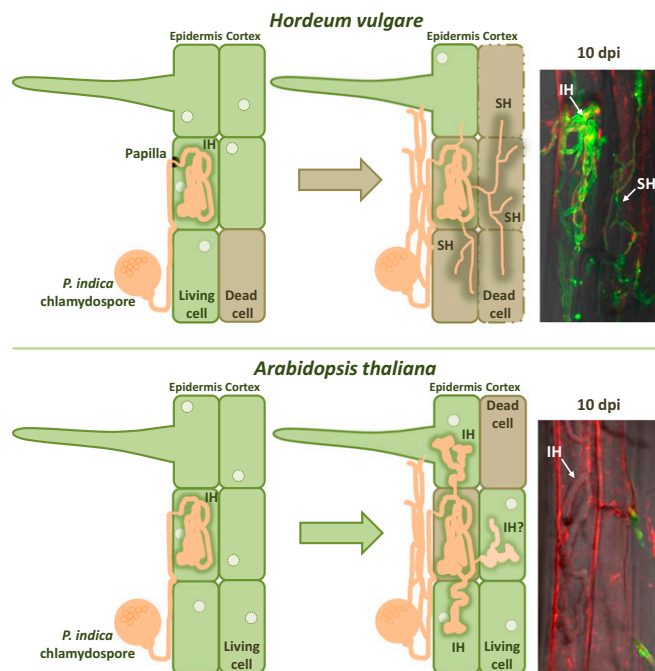 Hordeum vulgare
Epidermis Cortex
Epidermis Cortex
10 dpi
IH
Papilla
SH
IH
SH
SH
SH
P. indica
chlamydospore
Living
cell
Dead
cell
Dead
cell
Arabidopsis thaliana
Epidermis Cortex
Epidermis Cortex
10 dpi
Dead
cell
IH
IH
IH
IH?
P. indica
chlamydospore
Living
cell
IH
Living
cell